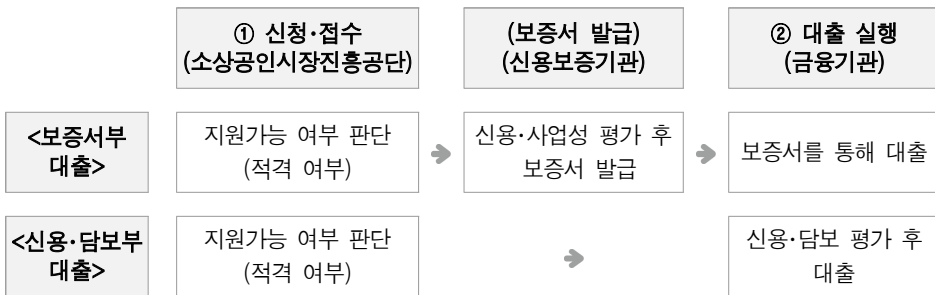 ① 신청·접수
(소상공인시장진흥공단)
(보증서 발급)
(신용보증기관)
② 대출 실행
(금융기관)
<보증서부
대출>
지원가능 여부 판단
(적격 여부)
신용·사업성 평가 후
보증서 발급
보증서를 통해 대출
<신용·담보부
대출>
지원가능 여부 판단
(적격 여부)
신용·담보 평가 후
대출